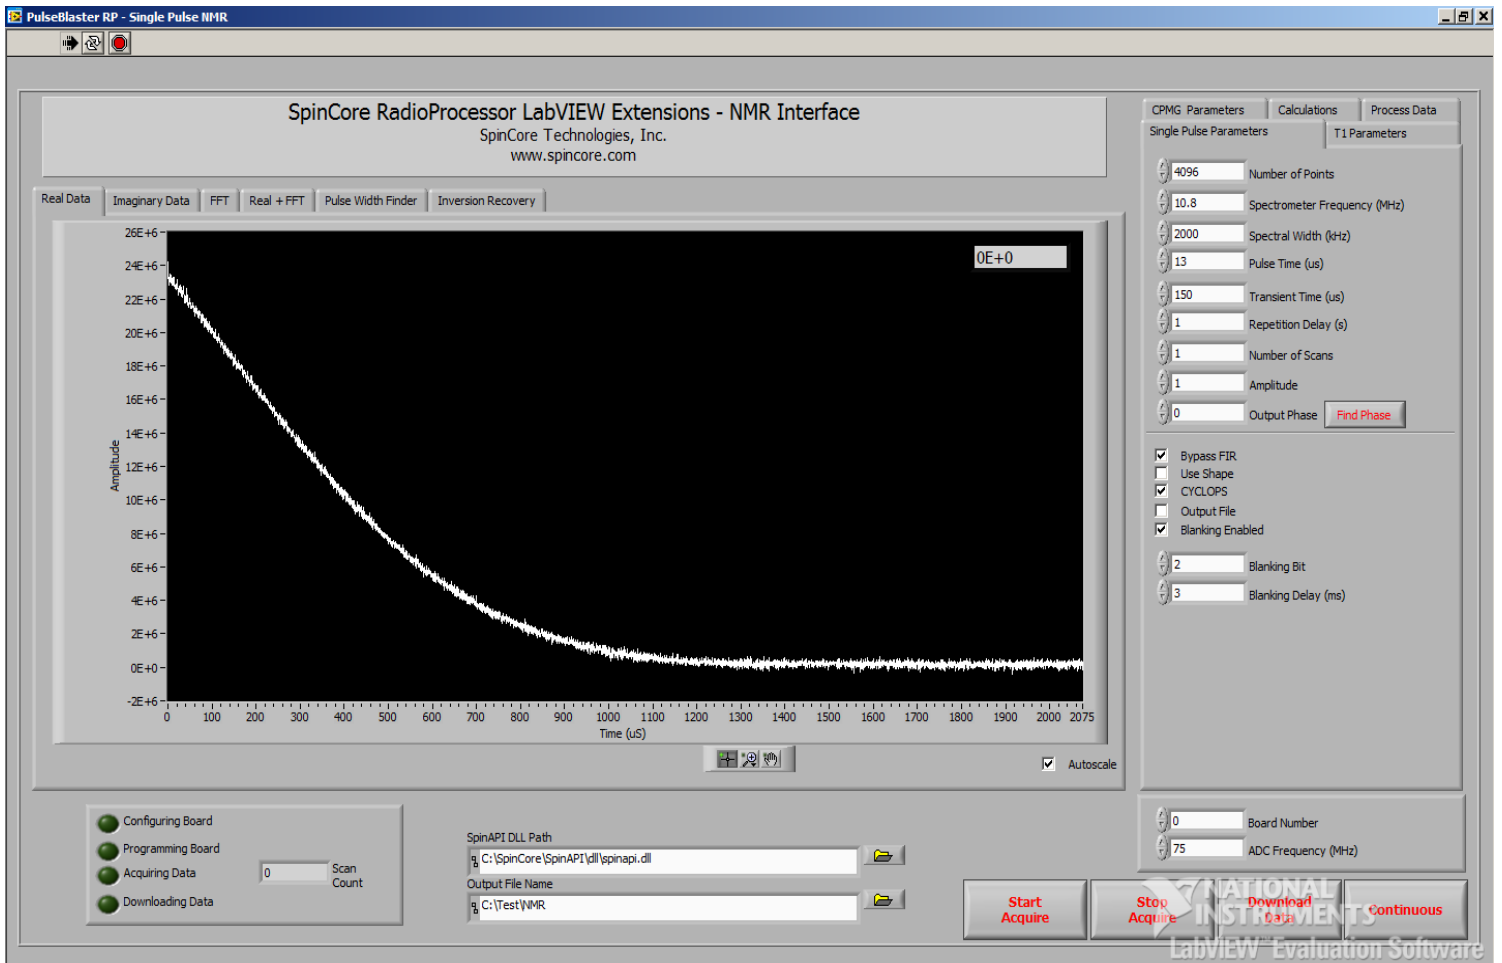 PulseBlaster RP - Single Pulse NMR
SpinCore RadioProcessor LabVIEW Extensions - NMR Interface
SpinCore Technologies, Inc.
www.spincore.com
Real Data
Imaginary Data
FFT
Real + FFT
Pulse Width Finder
Inversion Recovery
26E+6
24E+6
22E+6
20E+6
18E+6
16E+6
14E+6
12E+6
10E+6
8E+6
6E+6
4E+6
2E+6
0E+0
-2E+6
Amplitude
0E+0
0 100 200 300 400 500 600 700 800 900 1000 1100 1200 1300 1400 1500 1600 1700 1800 1900 2000 2075
Time (uS)
Autoscale
CPMG Parameters
Calculations
Process Data
Single Pulse Parameters
T1 Parameters
4096 Number of Points
10.8 Spectrometer Frequency (MHz)
2000 Spectral Width (kHz)
13 Pulse Time (us)
150 Transient Time (us)
1 Repetition Delay (s)
1 Number of Scans
1 Amplitude
0 Output Phase Find Phase
Bypass FIR
Use Shape
CYCLOPS
Output File
Blanking Enabled
2 Blanking Bit
3 Blanking Delay (ms)
Configuring Board
Programming Board
Acquiring Data
0 Scan
Count
Downloading Data
SpinAPI DLL Path
C:\SpinCore\SpinAPI\dll\spinapi.dll
Output File Name
C:\Test\NMR
0 Board Number
75 ADC Frequency (MHz)
Start
Acquire
Stop
Acquire
Download
Data
Continuous
NATIONAL
INSTRUMENTS
LabVIEW™ Evaluation Software